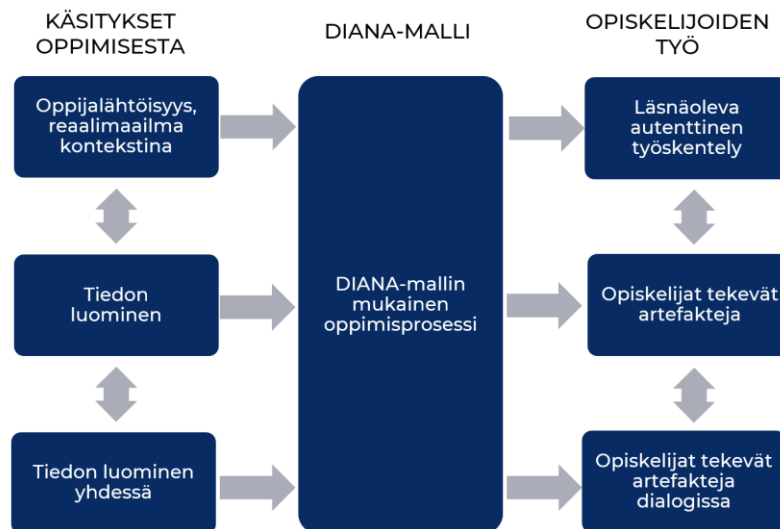 KÄSITYKSET
OPPIMISESTA
DIANA-MALLI
OPISKELIJOIDEN
TYÖ
Oppijalähtöisyys,
reaalimaailma
kontekstina
Läsnäoleva
autenttinen
työskentely
Tiedon
luominen
DIANA-mallin
mukainen
oppimisprosessi
Opiskelijat tekevät
artefakteja
Tiedon luominen
yhdessä
Opiskelijat tekevät
artefakteja
dialogissa